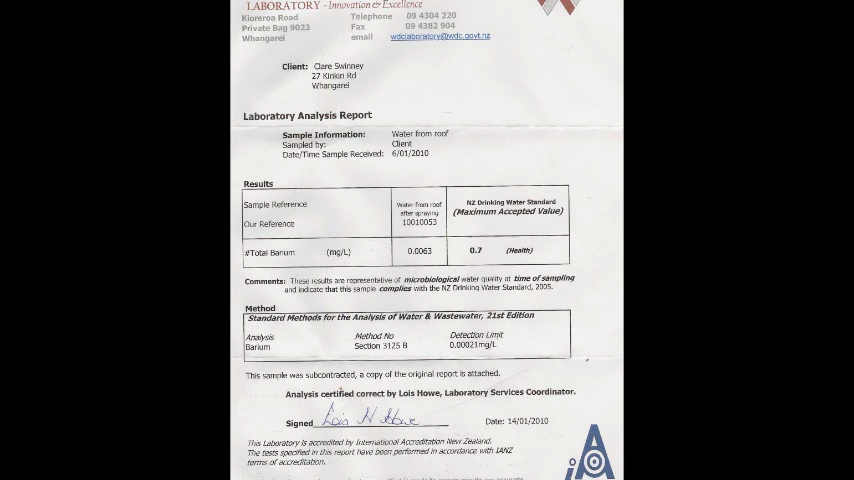 LABORATORY - Innovation & Excellence
Kioreroa Road Telephone 09 4304 220
Private Bag 9023 Fax 09 4382 904
Whangarei email wdclaboratory@wdc.govt.nz
Client: Clare Swinney
27 Kirikiri Rd
Whangarei
Laboratory Analysis Report
Sample Information: Water from roof
Sampled by: Client
Date/Time Sample Received: 6/01/2010
Results
Sample Reference Water from roof after spraying NZ Drinking Water Standard (Maximum Accepted Value)
Our Reference 10010053
#Total Barium (mg/L) 0.0063 0.7 (Health)
Comments: These results are representative of microbiological water quality at time of sampling
and indicate that this sample complies with the NZ Drinking Water Standard, 2005.
Method
Standard Methods for the Analysis of Water & Wastewater, 21st Edition
Analysis Method No Detection Limit
Barium Section 3125 B 0.00021mg/L
This sample was subcontracted, a copy of the original report is attached.
Analysis certified correct by Lois Howe, Laboratory Services Coordinator.
Signed Lois N Howe Date: 14/01/2010
This Laboratory is accredited by International Accreditation New Zealand.
The tests specified in this report have been performed in accordance with IANZ
terms of accreditation.